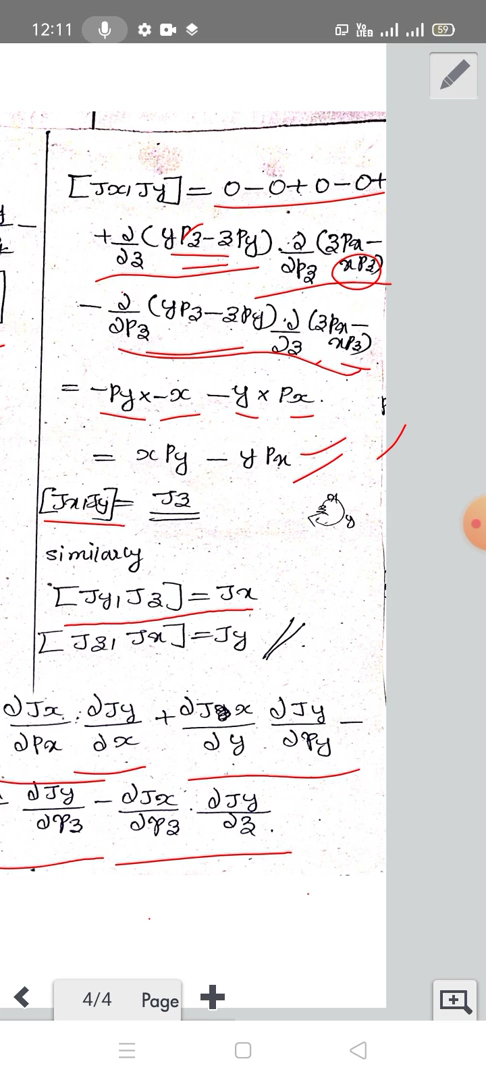 12:11
Vo
LTE
59
[Jx, Jy] = 0 - 0 + 0 - 0 +
+ ∂/∂z (yPz - zPy) . ∂/∂Pz (zPx - xPz)
- ∂/∂Pz (yPz - zPy) . ∂/∂z (zPx - xPz)
= -Py x -x - y x Px.
= xPy - yPx
[Jx, Jy] = Jz
similarly
[Jy, Jz] = Jx
[Jz, Jx] = Jy //.
∂Jx/∂Px . ∂Jy/∂x + ∂Jx/∂y ∂Jy/∂Py -
∂Jy/∂Pz - ∂Jx/∂Pz . ∂Jy/∂z.
4/4 Page